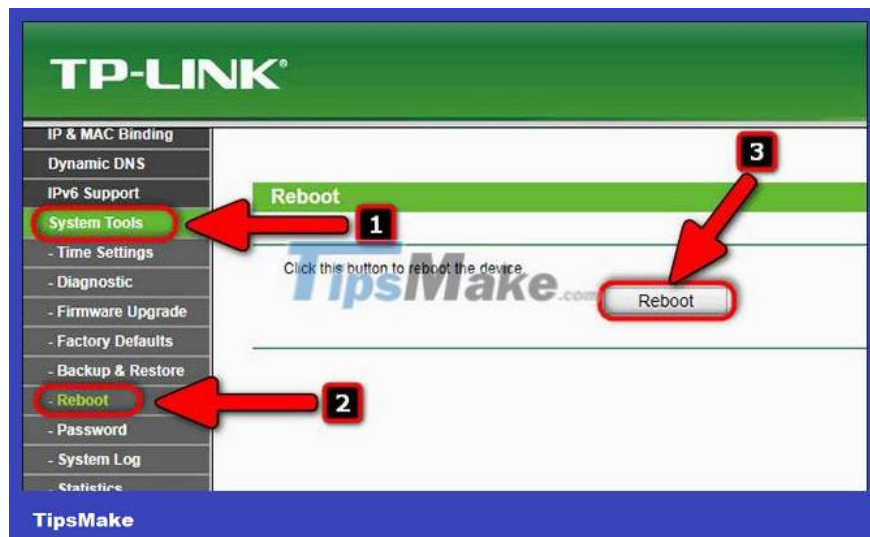 TP-LINK®
IP & MAC Binding
Dynamic DNS
IPv6 Support
System Tools
- Time Settings
- Diagnostic
- Firmware Upgrade
- Factory Defaults
- Backup & Restore
- Reboot
- Password
- System Log
- Statistics
Reboot
Click this button to reboot the device.
Reboot
1
2
3
TipsMake.com
TipsMake